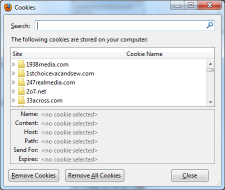 Cookies
Search:
The following cookies are stored on your computer:
Site Cookie Name
1938media.com
1stchoicevacandsew.com
247realmedia.com
2o7.net
33across.com
Name: <no cookie selected>
Content: <no cookie selected>
Host: <no cookie selected>
Path: <no cookie selected>
Send For: <no cookie selected>
Expires: <no cookie selected>
Remove Cookies Remove All Cookies Close